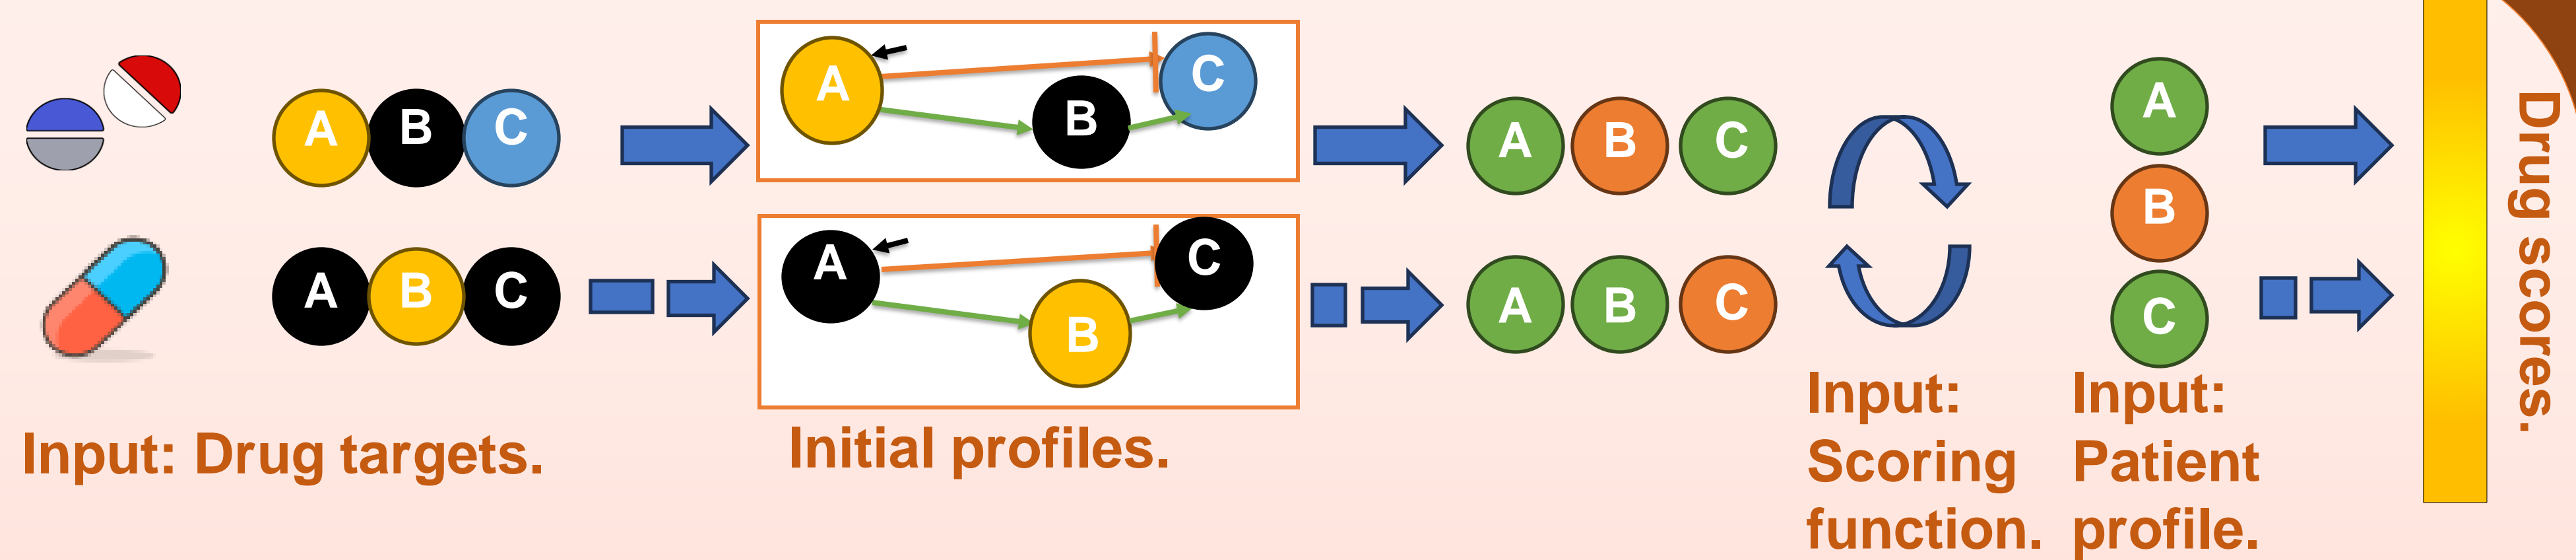 A B C
A B C
Input: Drug targets.
A B C
A B C
Initial profiles.
A B C
A B C
Input:
Scoring
function.
A
B
C
Input:
Patient
profile.
Drug scores.